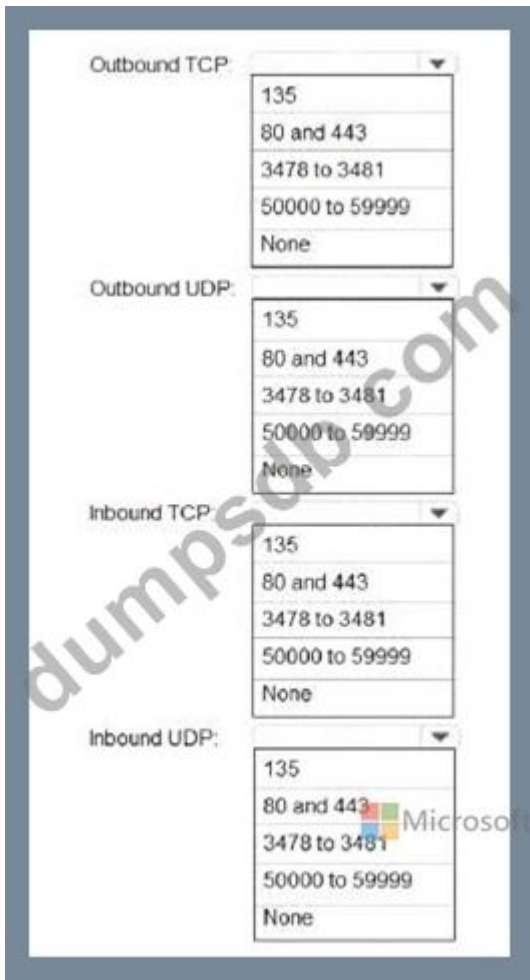 Outbound TCP:
135
80 and 443
3478 to 3481
50000 to 59999
None
Outbound UDP:
135
80 and 443
3478 to 3481
50000 to 59999
None
Inbound TCP:
135
80 and 443
3478 to 3481
50000 to 59999
None
Inbound UDP:
135
80 and 443
3478 to 3481
50000 to 59999
None
dumpsdb.com
Microsoft